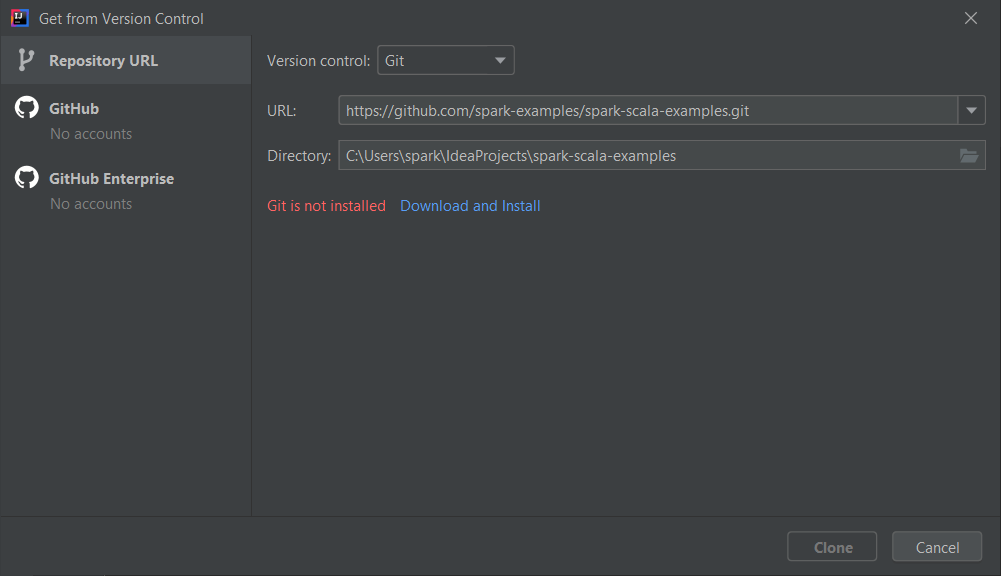 Get from Version Control
Repository URL
GitHub
No accounts
GitHub Enterprise
No accounts
Version control: Git
URL: https://github.com/spark-examples/spark-scala-examples.git
Directory: C:\Users\spark\IdeaProjects\spark-scala-examples
Git is not installed Download and Install
Clone Cancel